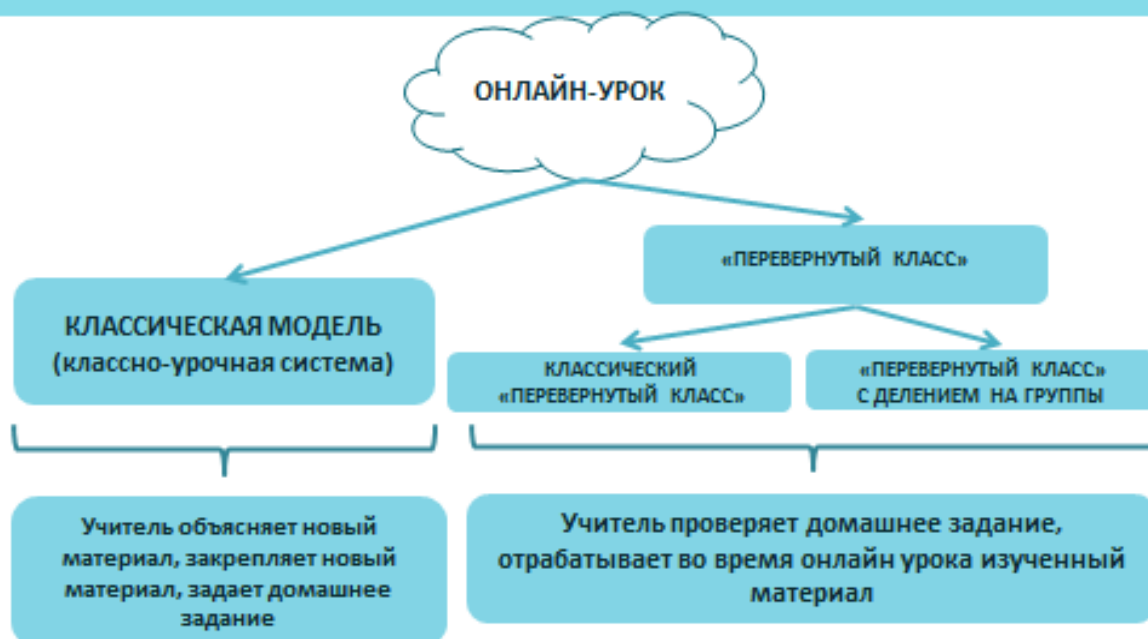 ОНЛАЙН-УРОК
«ПЕРЕВЕРНУТЫЙ КЛАСС»
КЛАССИЧЕСКАЯ МОДЕЛЬ
(классно-урочная система)
КЛАССИЧЕСКИЙ
«ПЕРЕВЕРНУТЫЙ КЛАСС»
«ПЕРЕВЕРНУТЫЙ КЛАСС»
С ДЕЛЕНИЕМ НА ГРУППЫ
Учитель объясняет новый
материал, закрепляет новый
материал, задает домашнее
задание
Учитель проверяет домашнее задание,
отрабатывает во время онлайн урока изученный
материал